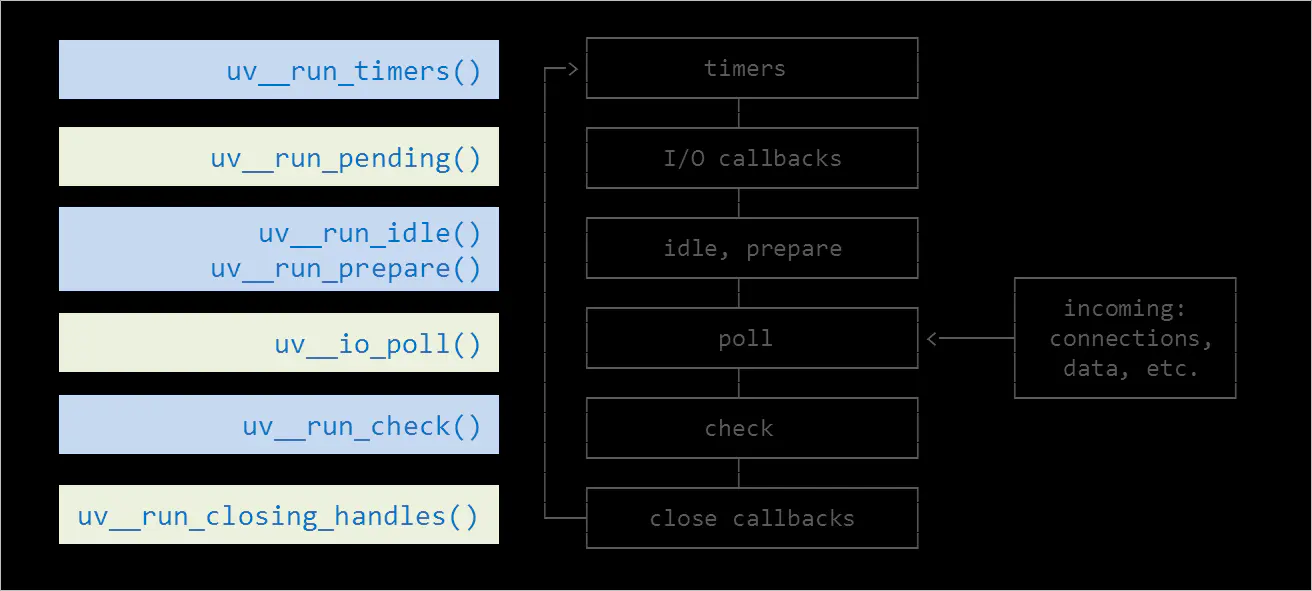 uv__run_timers()
uv__run_pending()
uv__run_idle()
uv__run_prepare()
uv__io_poll()
uv__run_check()
uv__run_closing_handles()
timers
I/O callbacks
idle, prepare
poll
check
close callbacks
incoming:
connections,
data, etc.